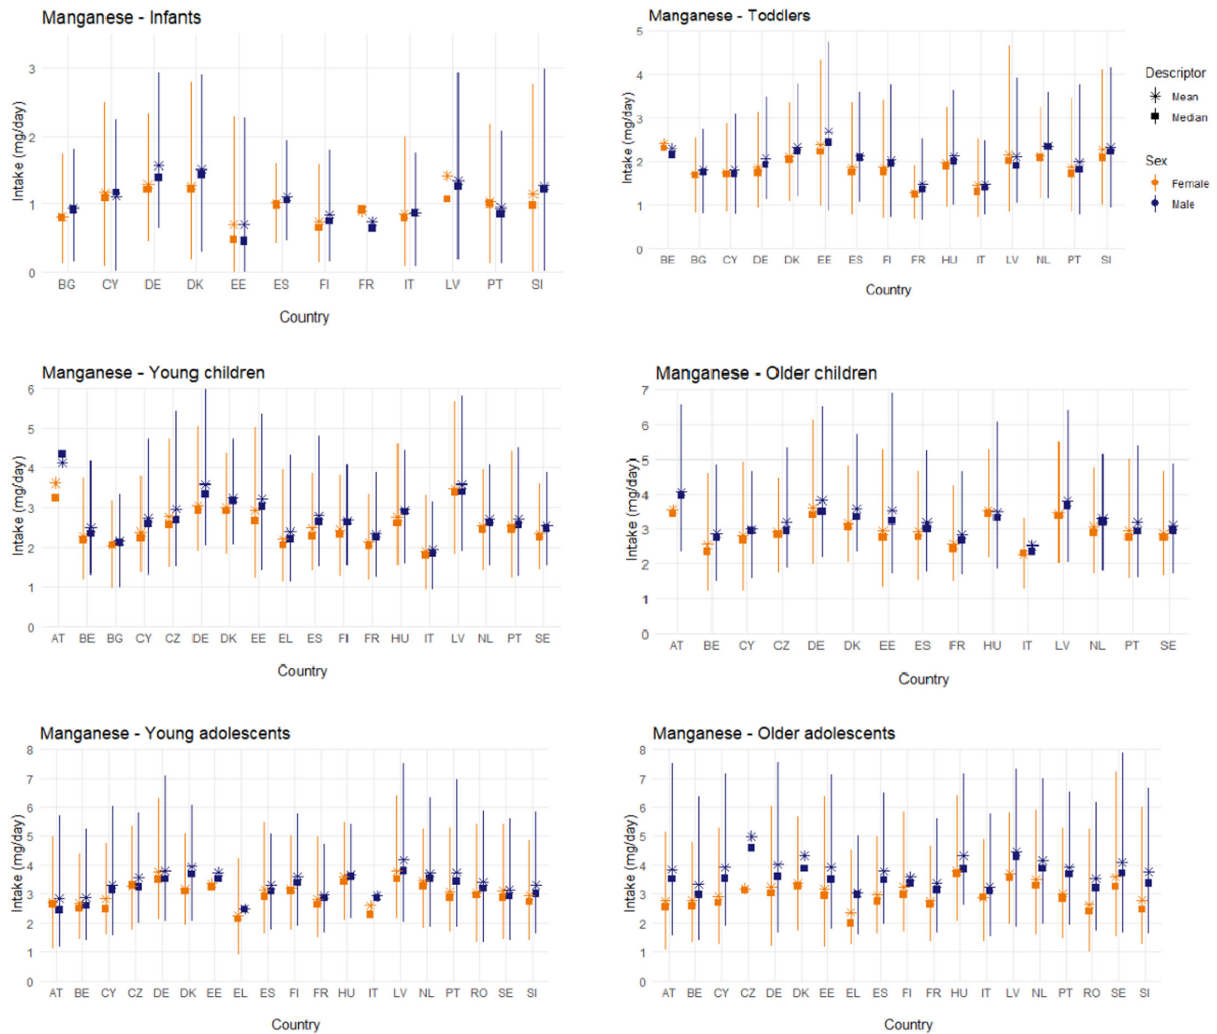 Manganese - Infants
Intake (mg/day)
3
2
1
0
BG CY DE DK EE ES FI FR IT LV PT SI
Country
Manganese - Toddlers
Intake (mg/day)
5
4
3
2
1
0
BE BG CY DE DK EE ES FI FR HU IT LV NL PT SI
Country
Descriptor
Mean
Median
Sex
Female
Male
Manganese - Young children
Intake (mg/day)
6
5
4
3
2
1
0
AT BE BG CY CZ DE DK EE EL ES FI FR HU IT LV NL PT SE
Country
Manganese - Older children
Intake (mg/day)
7
6
5
4
3
2
1
0
AT BE CY CZ DE DK EE ES FR HU IT LV NL PT SE
Country
Manganese - Young adolescents
Intake (mg/day)
8
7
6
5
4
3
2
1
0
AT BE CY CZ DE DK EE EL ES FI FR HU IT LV NL PT RO SE SI
Country
Manganese - Older adolescents
Intake (mg/day)
8
7
6
5
4
3
2
1
0
AT BE CY CZ DE DK EE EL ES FI FR HU IT LV NL PT RO SE SI
Country